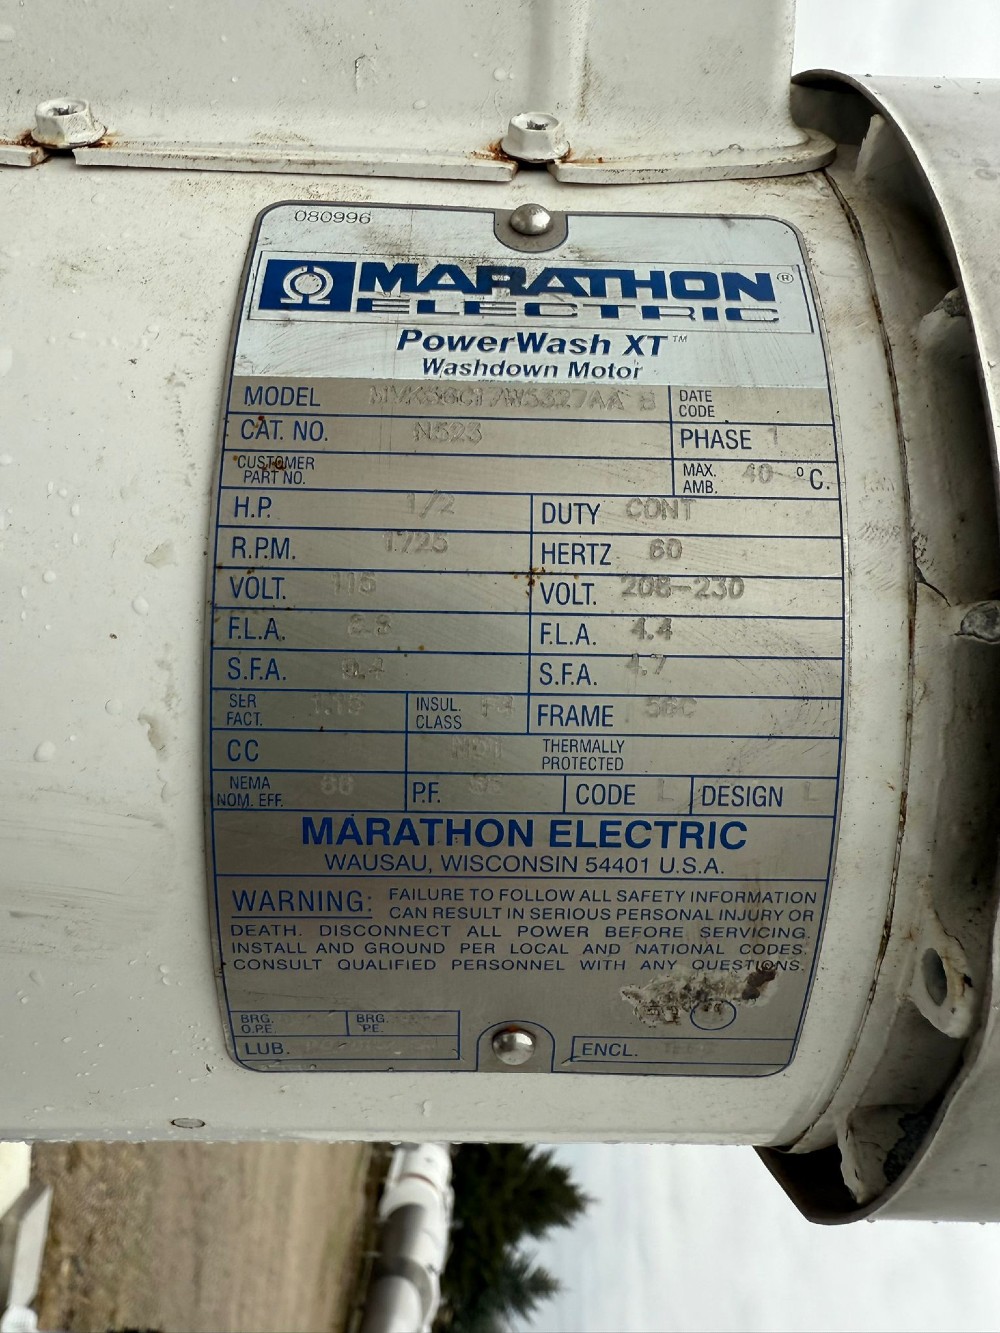 080996
MARATHON®
ELECTRIC
PowerWash XT™
Washdown Motor
MODEL B DATE CODE
CAT. NO. N523 PHASE 1
CUSTOMER PART NO. MAX. AMB. 40 °C.
H.P. 1/2 DUTY CONT
R.P.M. 1725 HERTZ 60
VOLT. 115 VOLT. 208-230
F.L.A. F.L.A. 4.4
S.F.A. S.F.A. 4.7
SER FACT. 1.15 INSUL. CLASS FRAME 56C
CC THERMALLY PROTECTED
NEMA NOM. EFF. P.F. CODE L DESIGN L
MARATHON ELECTRIC
WAUSAU, WISCONSIN 54401 U.S.A.
WARNING: FAILURE TO FOLLOW ALL SAFETY INFORMATION
CAN RESULT IN SERIOUS PERSONAL INJURY OR
DEATH. DISCONNECT ALL POWER BEFORE SERVICING.
INSTALL AND GROUND PER LOCAL AND NATIONAL CODES.
CONSULT QUALIFIED PERSONNEL WITH ANY QUESTIONS.
BRG. O.P.E. BRG. P.E.
LUB. ENCL.